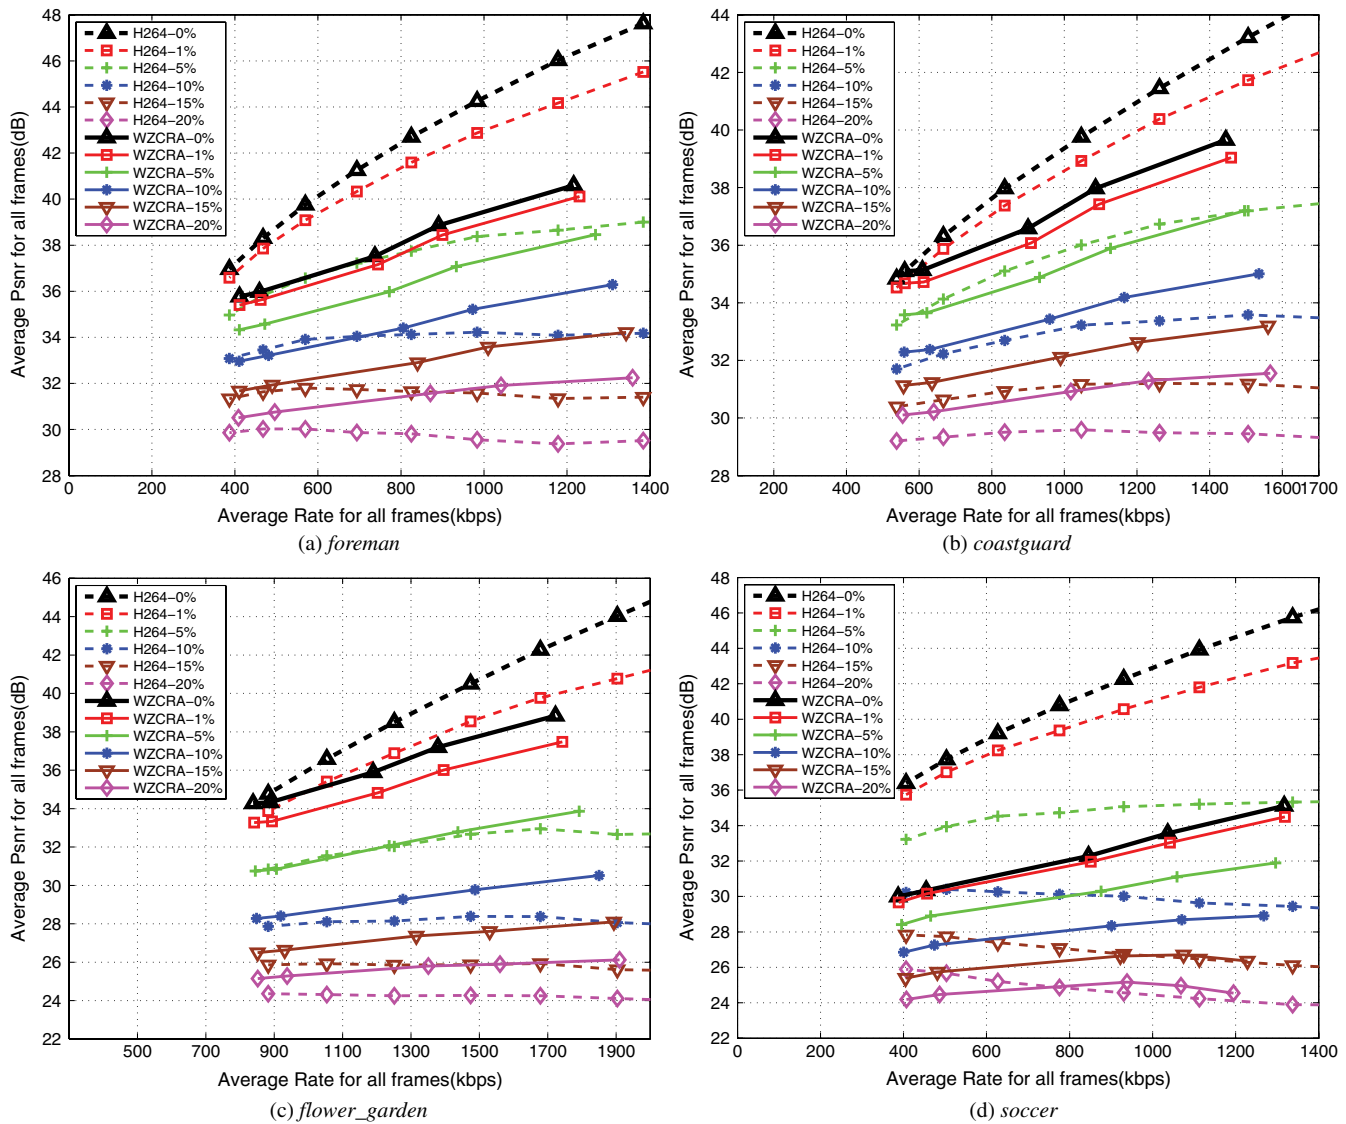 48
46
44
42
40
38
36
34
32
30
28
Average Psnr for all frames(dB)
H264-0%
H264-1%
H264-5%
H264-10%
H264-15%
H264-20%
WZCRA-0%
WZCRA-1%
WZCRA-5%
WZCRA-10%
WZCRA-15%
WZCRA-20%
0 200 400 600 800 1000 1200 1400
Average Rate for all frames(kbps)
(a) foreman
44
42
40
38
36
34
32
30
28
Average Psnr for all frames(dB)
H264-0%
H264-1%
H264-5%
H264-10%
H264-15%
H264-20%
WZCRA-0%
WZCRA-1%
WZCRA-5%
WZCRA-10%
WZCRA-15%
WZCRA-20%
200 400 600 800 1000 1200 1400 1600 1700
Average Rate for all frames(kbps)
(b) coastguard
46
44
42
40
38
36
34
32
30
28
26
24
22
Average Psnr for all frames(dB)
H264-0%
H264-1%
H264-5%
H264-10%
H264-15%
H264-20%
WZCRA-0%
WZCRA-1%
WZCRA-5%
WZCRA-10%
WZCRA-15%
WZCRA-20%
500 700 900 1100 1300 1500 1700 1900
Average Rate for all frames(kbps)
(c) flower_garden
48
46
44
42
40
38
36
34
32
30
28
26
24
22
Average Psnr for all frames(dB)
H264-0%
H264-1%
H264-5%
H264-10%
H264-15%
H264-20%
WZCRA-0%
WZCRA-1%
WZCRA-5%
WZCRA-10%
WZCRA-15%
WZCRA-20%
0 200 400 600 800 1000 1200 1400
Average Rate for all frames(kbps)
(d) soccer